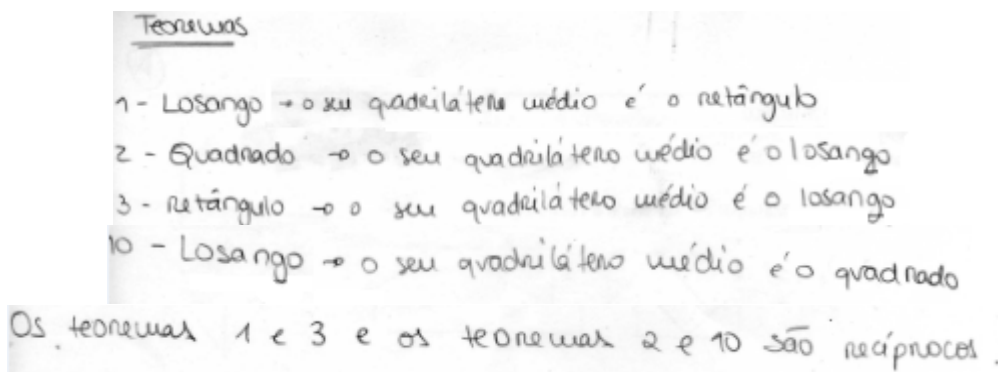 Teoremas
1 - Losango → o seu quadrilátero médio é o retângulo
2 - Quadrado → o seu quadrilátero médio é o losango
3 - retângulo → o seu quadrilátero médio é o losango
10 - Losango → o seu quadrilátero médio é o quadrado
Os teoremas 1 e 3 e os teoremas 2 e 10 são recíprocos.